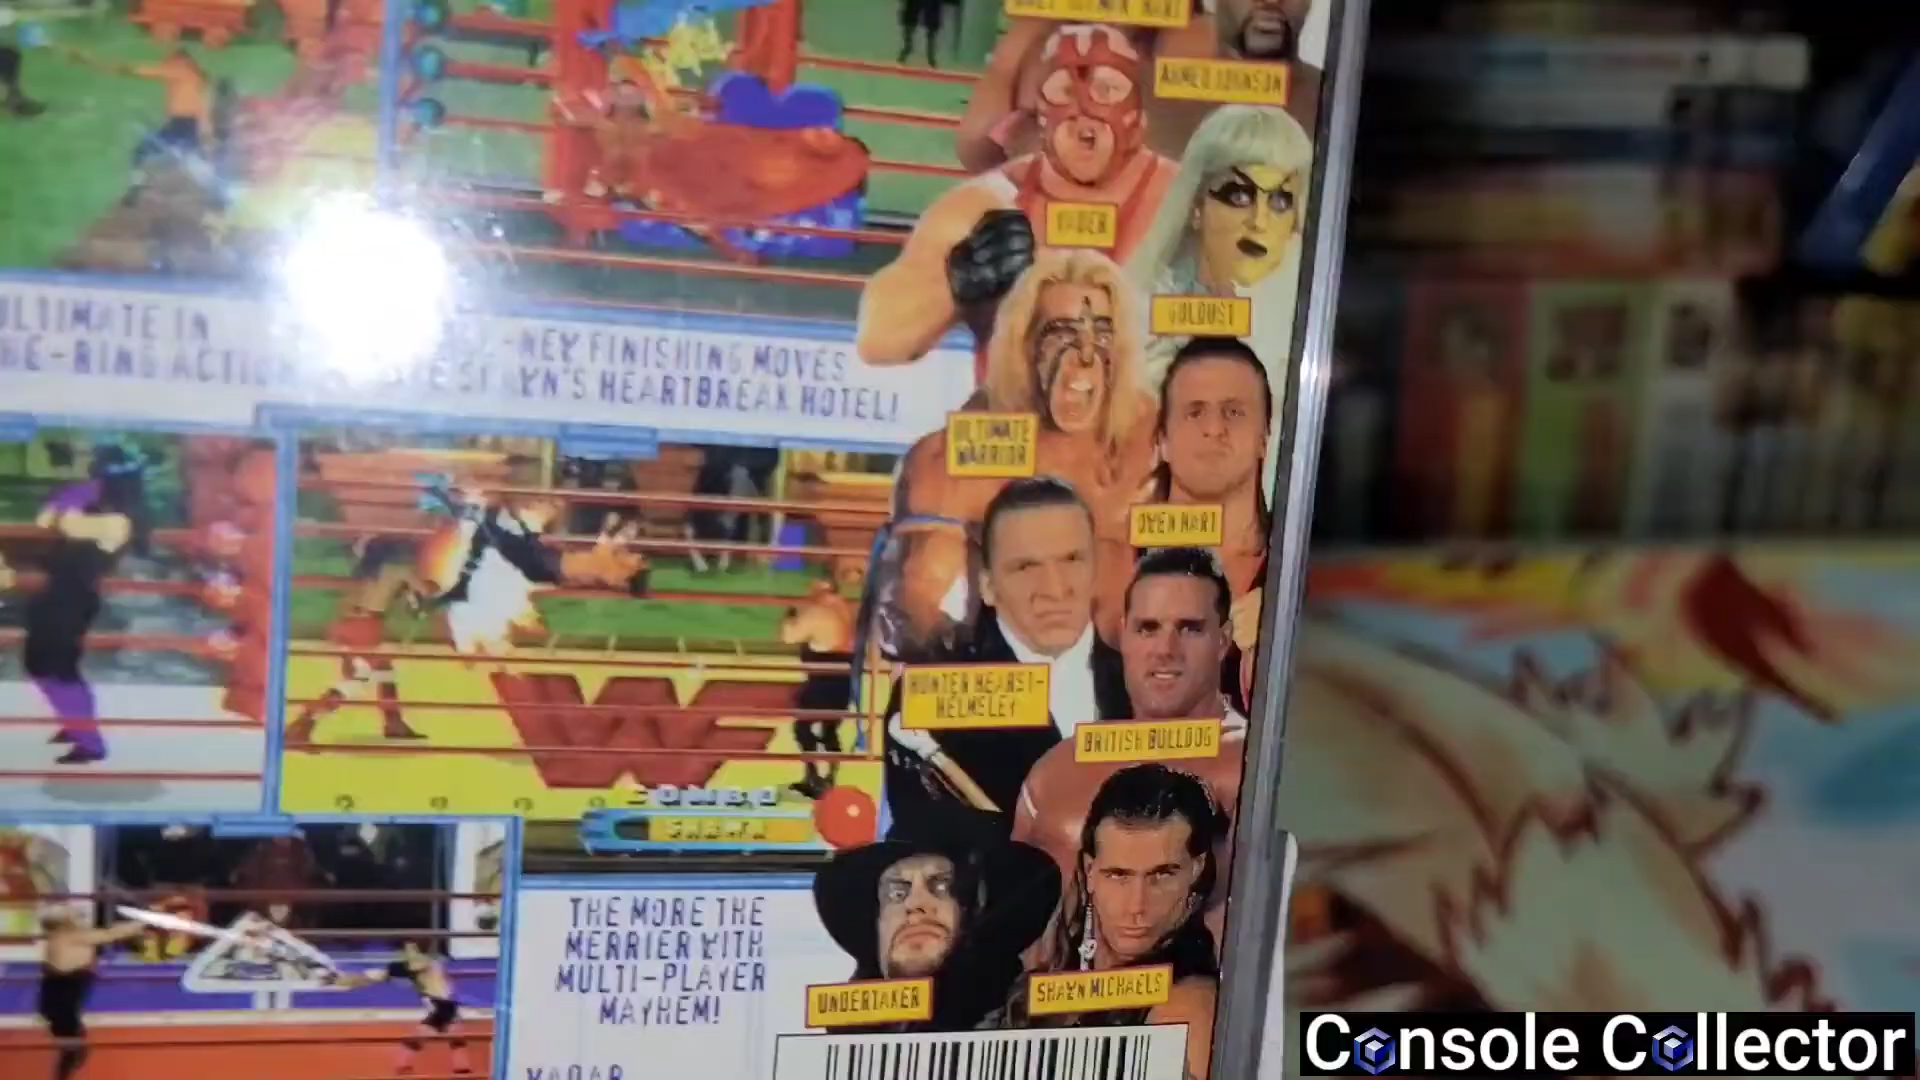 AHMED JOHNSON
VADER
GOLDUST
ULTIMATE IN
-NEW FINISHING MOVES
HEARTBREAK HOTEL!
ULTIMATE
WARRIOR
OWEN HART
HUNTER HEARST-
HELMSLEY
BRITISH BULLDOG
COMBO
THE MORE THE
MERRIER WITH
MULTI-PLAYER
MAYHEM!
UNDERTAKER
SHAWN MICHAELS
Console Collector